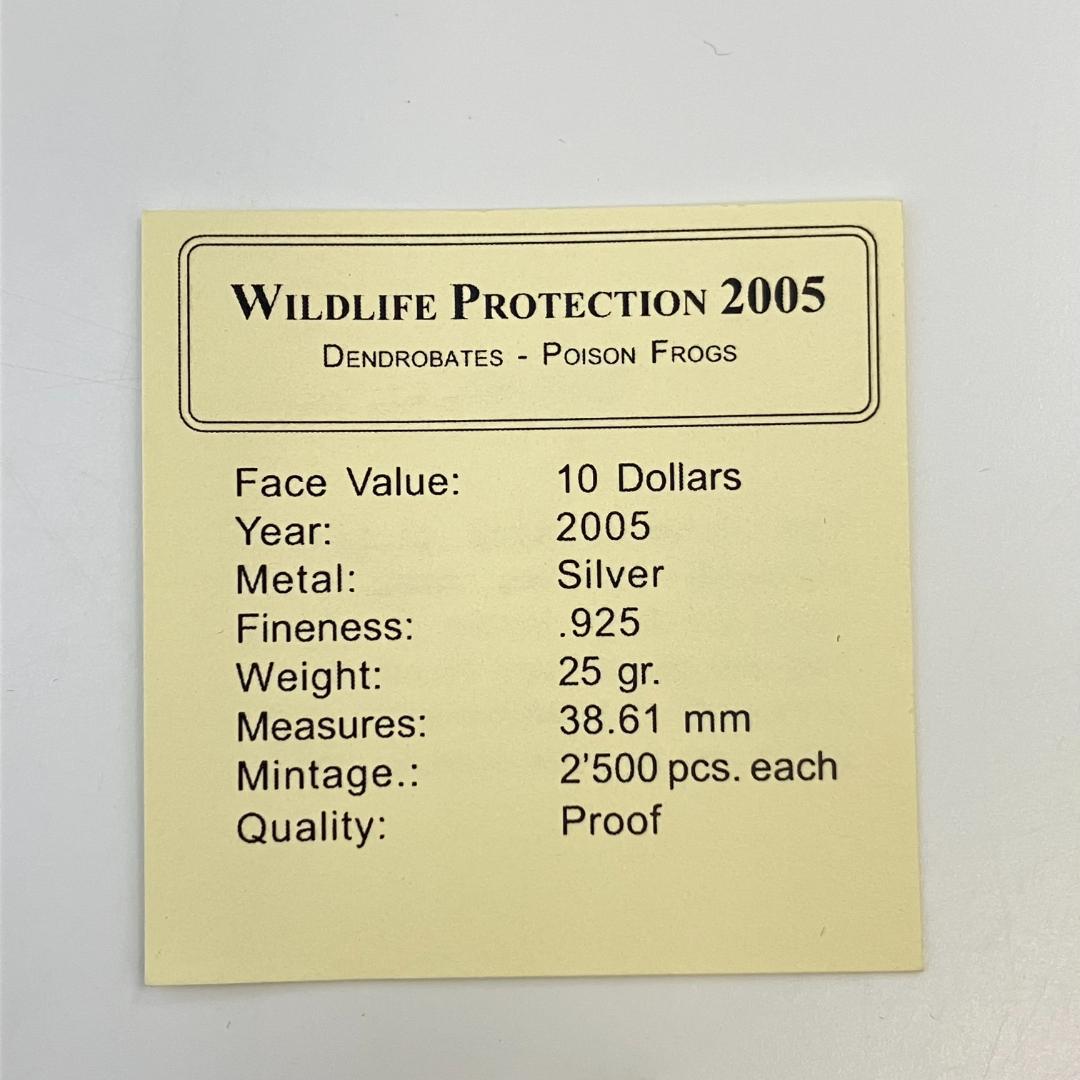 WILDLIFE PROTECTION 2005
DENDROBATES - POISON FROGS
Face Value: 10 Dollars
Year: 2005
Metal: Silver
Fineness: .925
Weight: 25 gr.
Measures: 38.61 mm
Mintage.: 2'500 pcs. each
Quality: Proof